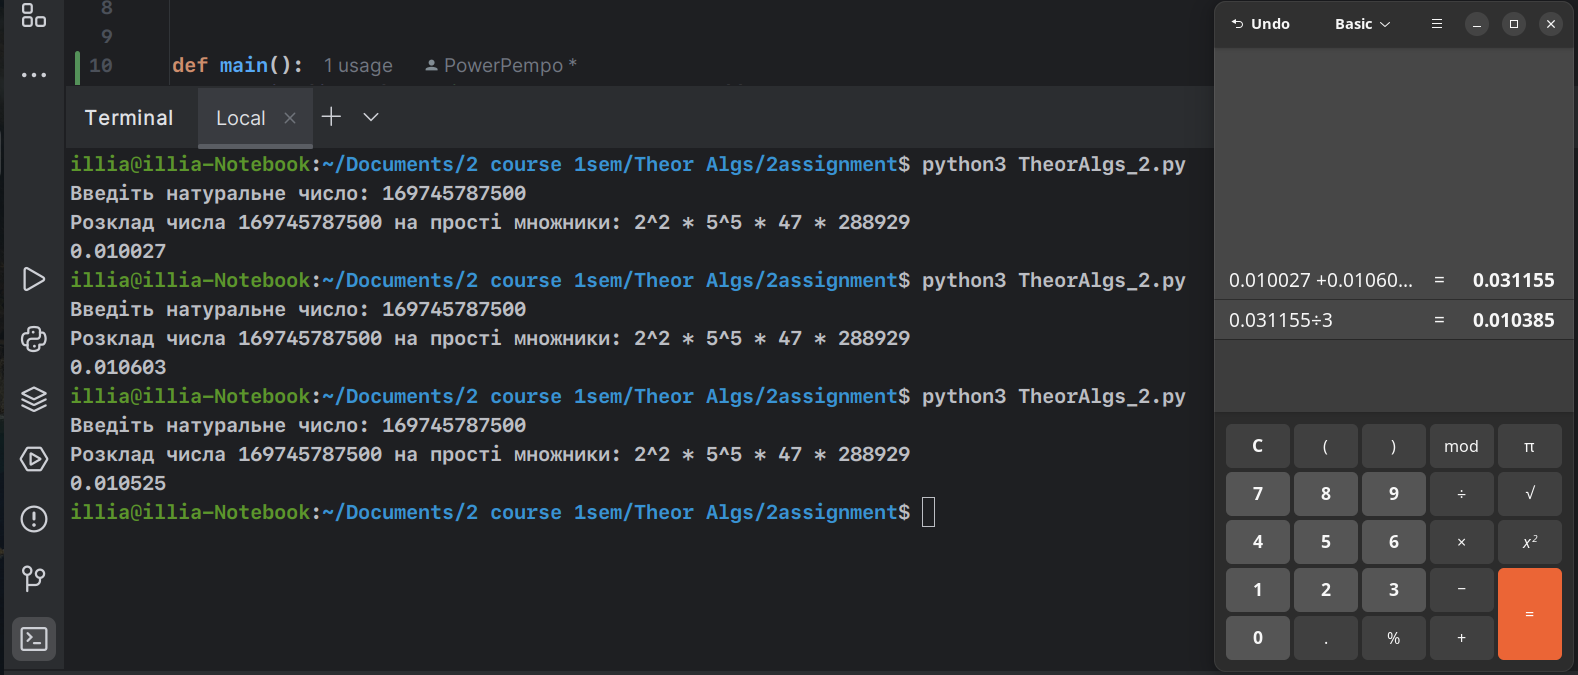 8
9
10 def main(): 1 usage PowerPempo *
Terminal Local
illia@illia-Notebook:~/Documents/2 course 1sem/Theor Algs/2assignment$ python3 TheorAlgs_2.py
Введіть натуральне число: 169745787500
Розклад числа 169745787500 на прості множники: 2^2 * 5^5 * 47 * 288929
0.010027
illia@illia-Notebook:~/Documents/2 course 1sem/Theor Algs/2assignment$ python3 TheorAlgs_2.py
Введіть натуральне число: 169745787500
Розклад числа 169745787500 на прості множники: 2^2 * 5^5 * 47 * 288929
0.010603
illia@illia-Notebook:~/Documents/2 course 1sem/Theor Algs/2assignment$ python3 TheorAlgs_2.py
Введіть натуральне число: 169745787500
Розклад числа 169745787500 на прості множники: 2^2 * 5^5 * 47 * 288929
0.010525
illia@illia-Notebook:~/Documents/2 course 1sem/Theor Algs/2assignment$
Undo Basic
0.010027 +0.01060... = 0.031155
0.031155÷3 = 0.010385
C ( ) mod π
7 8 9 ÷ √
4 5 6 × x²
1 2 3 −
0 . % + =